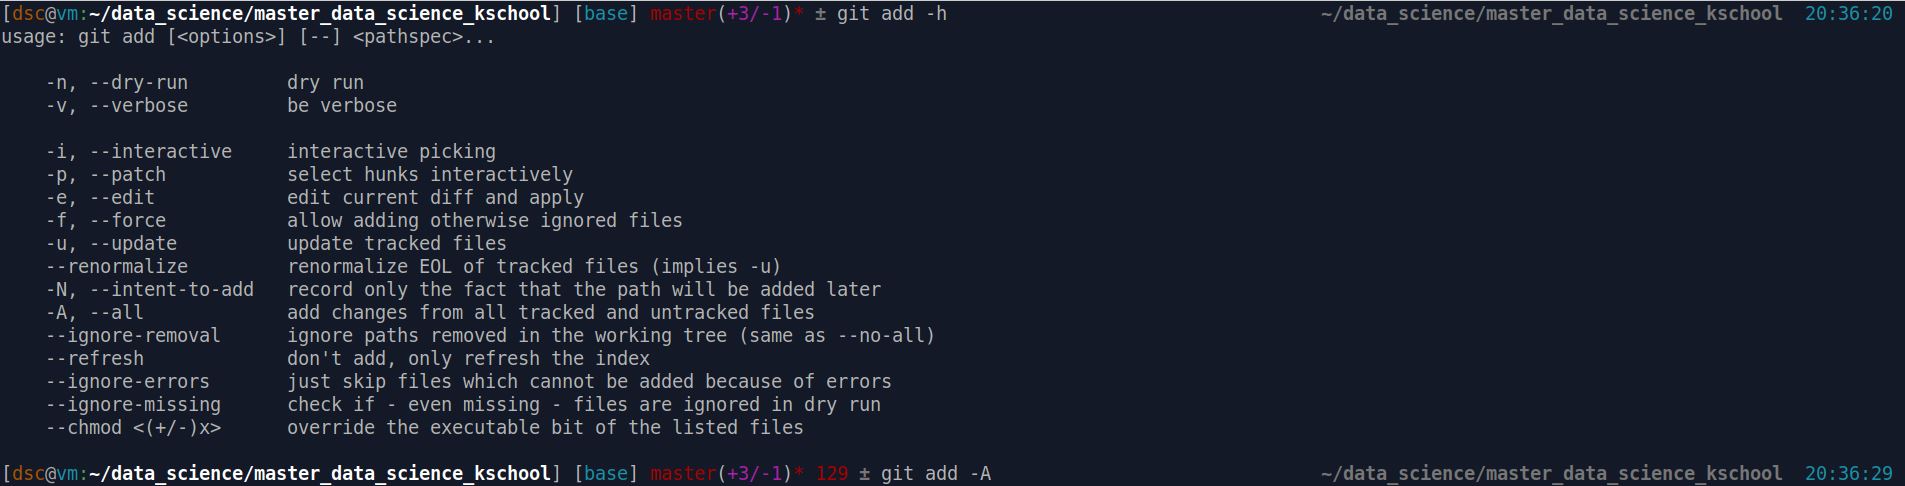 [dsc@vm:~/data_science/master_data_science_kschool] [base] master(+3/-1)* ± git add -h ~/data_science/master_data_science_kschool 20:36:20
usage: git add [<options>] [--] <pathspec>...
-n, --dry-run dry run
-v, --verbose be verbose
-i, --interactive interactive picking
-p, --patch select hunks interactively
-e, --edit edit current diff and apply
-f, --force allow adding otherwise ignored files
-u, --update update tracked files
--renormalize renormalize EOL of tracked files (implies -u)
-N, --intent-to-add record only the fact that the path will be added later
-A, --all add changes from all tracked and untracked files
--ignore-removal ignore paths removed in the working tree (same as --no-all)
--refresh don't add, only refresh the index
--ignore-errors just skip files which cannot be added because of errors
--ignore-missing check if - even missing - files are ignored in dry run
--chmod <(+/-)x> override the executable bit of the listed files
[dsc@vm:~/data_science/master_data_science_kschool] [base] master(+3/-1)* 129 ± git add -A ~/data_science/master_data_science_kschool 20:36:29